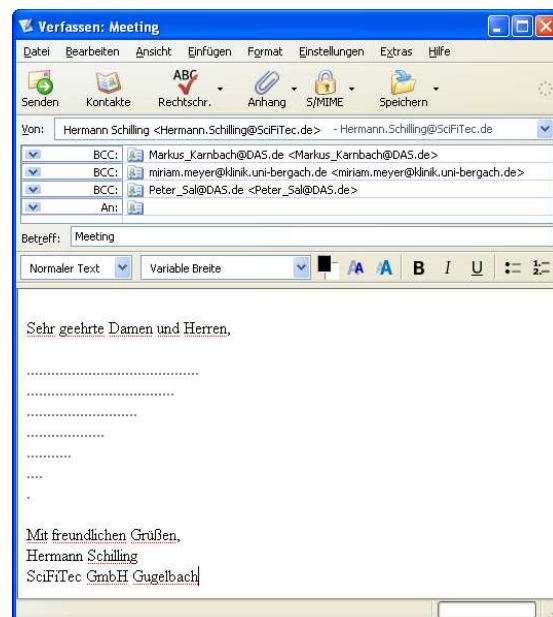 Verfassen: Meeting
Datei Bearbeiten Ansicht Einfügen Format Einstellungen Extras Hilfe
Senden Kontakte ABC Rechtschr. Anhang S/MIME Speichern
Von: Hermann Schilling <Hermann.Schilling@SciFiTec.de> - Hermann.Schilling@SciFiTec.de
BCC: Markus_Karnbach@DAS.de <Markus_Karnbach@DAS.de>
BCC: miriam.meyer@klinik.uni-bergach.de <miriam.meyer@klinik.uni-bergach.de>
BCC: Peter_Sal@DAS.de <Peter_Sal@DAS.de>
An:
Betreff: Meeting
Normaler Text Variable Breite AA A B I U
Sehr geehrte Damen und Herren,
..........................................
....................................
...........................
...................
...........
....
.
Mit freundlichen Grüßen,
Hermann Schilling
SciFiTec GmbH Gugelbach